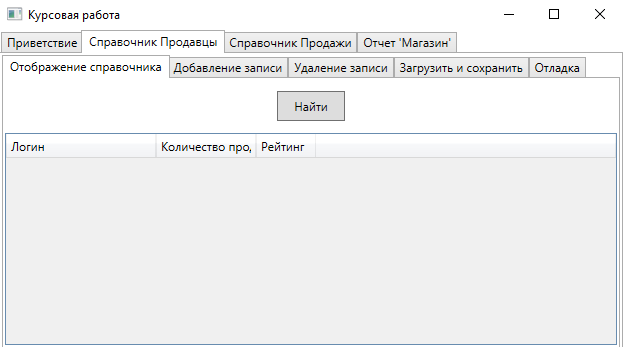 Курсовая работа
Приветствие Справочник Продавцы Справочник Продажи Отчет 'Магазин'
Отображение справочника Добавление записи Удаление записи Загрузить и сохранить Отладка
Найти
Логин Количество про, Рейтинг